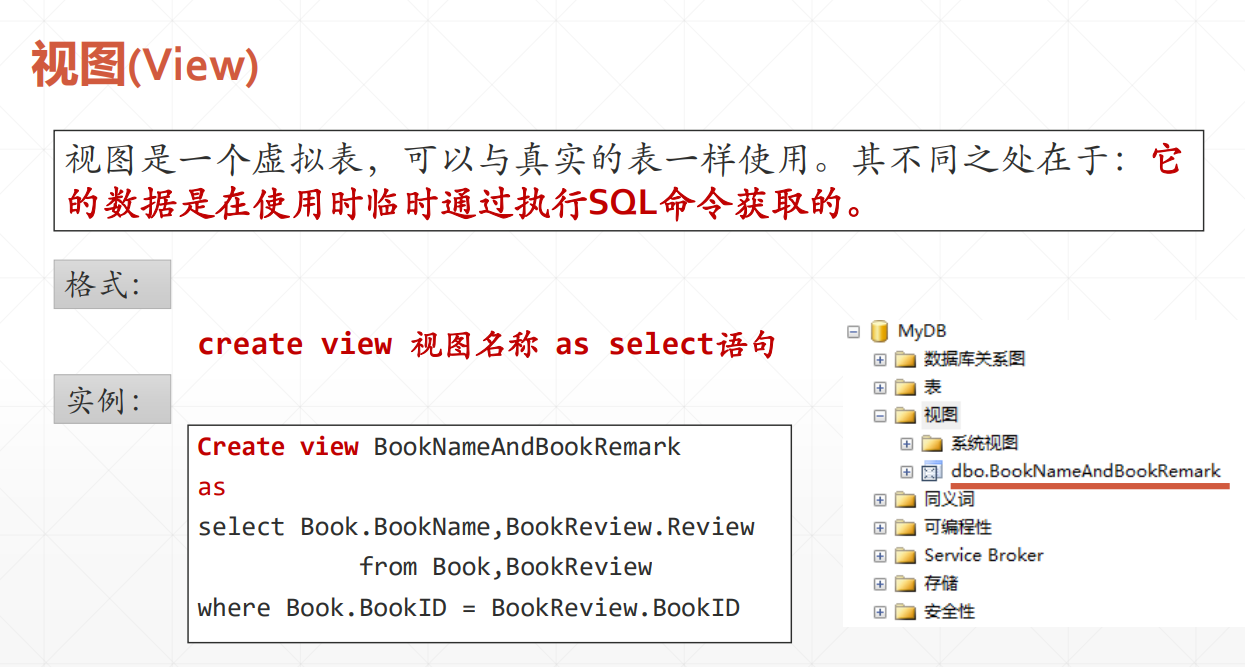 视图(View)
视图是一个虚拟表，可以与真实的表一样使用。其不同之处在于：它
的数据是在使用时临时通过执行SQL命令获取的。
格式：
create view 视图名称 as select语句
实例：
Create view BookNameAndBookRemark
as
select Book.BookName,BookReview.Review
from Book,BookReview
where Book.BookID = BookReview.BookID
MyDB
数据库关系图
表
视图
系统视图
dbo.BookNameAndBookRemark
同义词
可编程性
Service Broker
存储
安全性